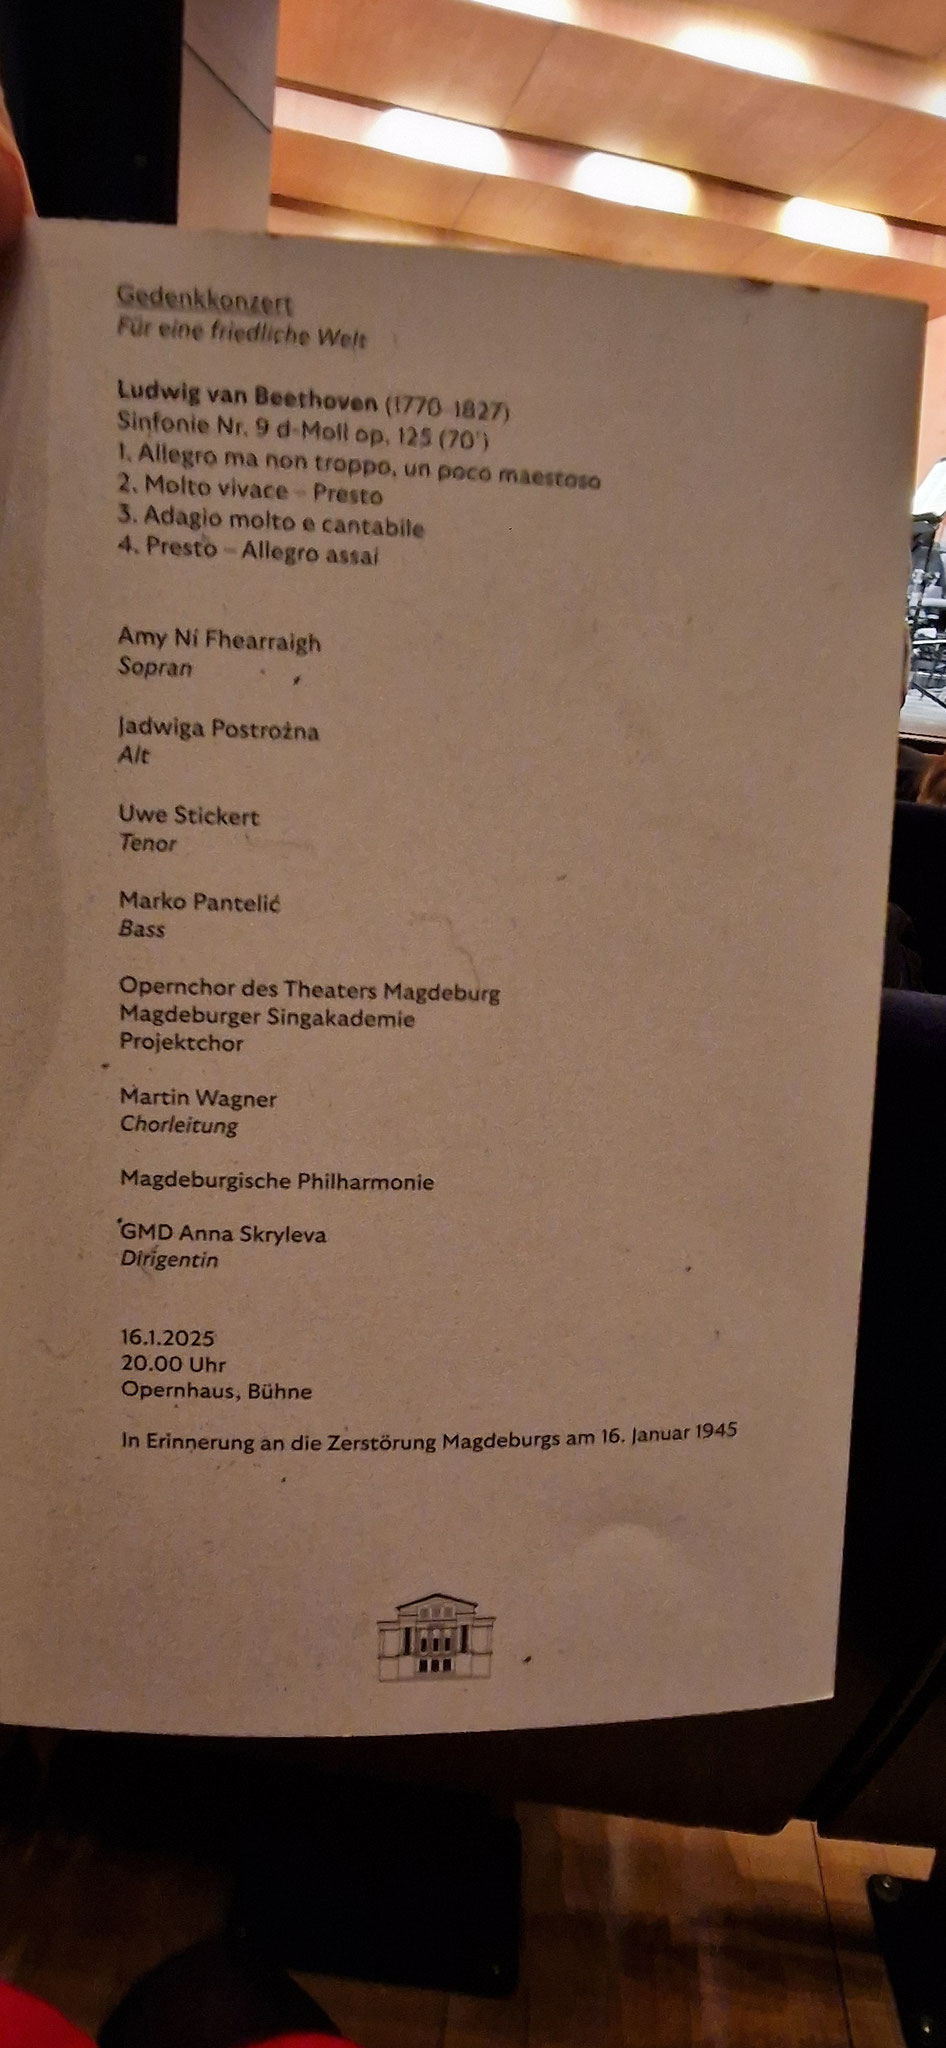 Gedenkkonzert
Für eine friedliche Welt
Ludwig van Beethoven (1770-1827)
Sinfonie Nr. 9 d-Moll op. 125 (70')
1. Allegro ma non troppo, un poco maestoso
2. Molto vivace – Presto
3. Adagio molto e cantabile
4. Presto – Allegro assai
Amy Ní Fhearraigh
Sopran
Jadwiga Postrożna
Alt
Uwe Stickert
Tenor
Marko Pantelić
Bass
Opernchor des Theaters Magdeburg
Magdeburger Singakademie
Projektchor
Martin Wagner
Chorleitung
Magdeburgische Philharmonie
GMD Anna Skryleva
Dirigentin
16.1.2025
20.00 Uhr
Opernhaus, Bühne
In Erinnerung an die Zerstörung Magdeburgs am 16. Januar 1945